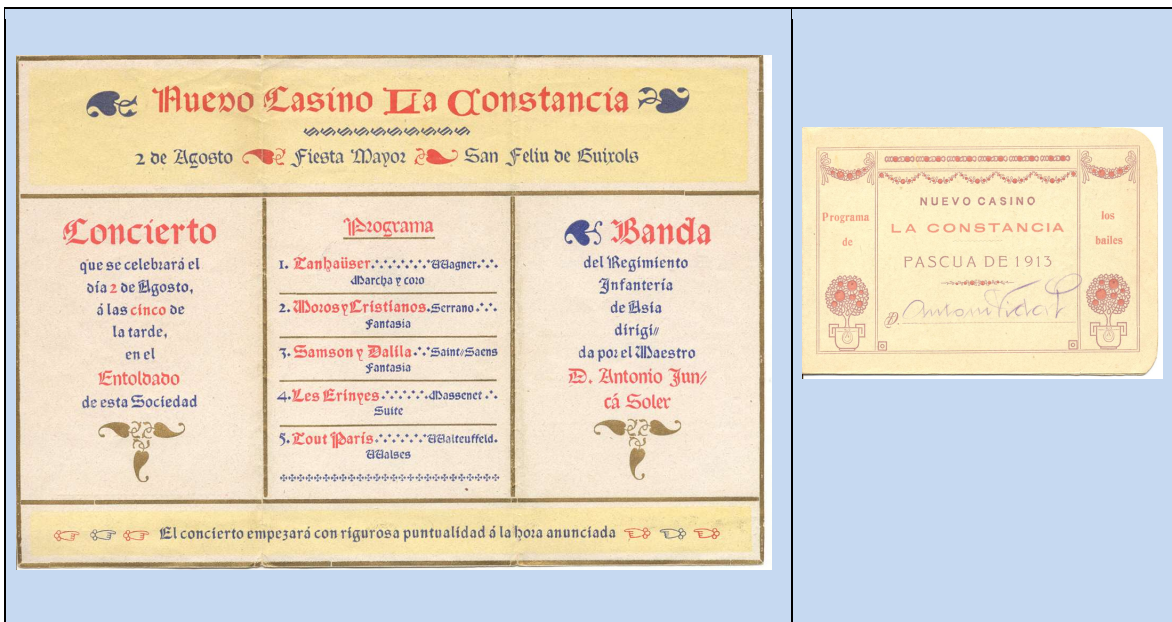 Nuevo Casino La Constancia
2 de Agosto Fiesta Mayor San Feliu de Guixols
Concierto
que se celebrará el
día 2 de Agosto,
á las cinco de
la tarde,
en el
Entoldado
de esta Sociedad
Programa
1. Tanhaüser Wagner
Marcha y coro
2. Moros y Cristianos Serrano
Fantasia
3. Samson y Dalila Saint=Saens
Fantasia
4. Les Erinyes Massenet
Suite
5. Tout París Walteuffeld.
Walses
Banda
del Regimiento
Infantería
de Asia
dirigi=
da por el Maestro
D. Antonio Jun=
cá Soler
El concierto empezará con rigurosa puntualidad á la hora anunciada
Programa
de
NUEVO CASINO
LA CONSTANCIA
PASCUA DE 1913
D. Antoni Vidal
los
bailes